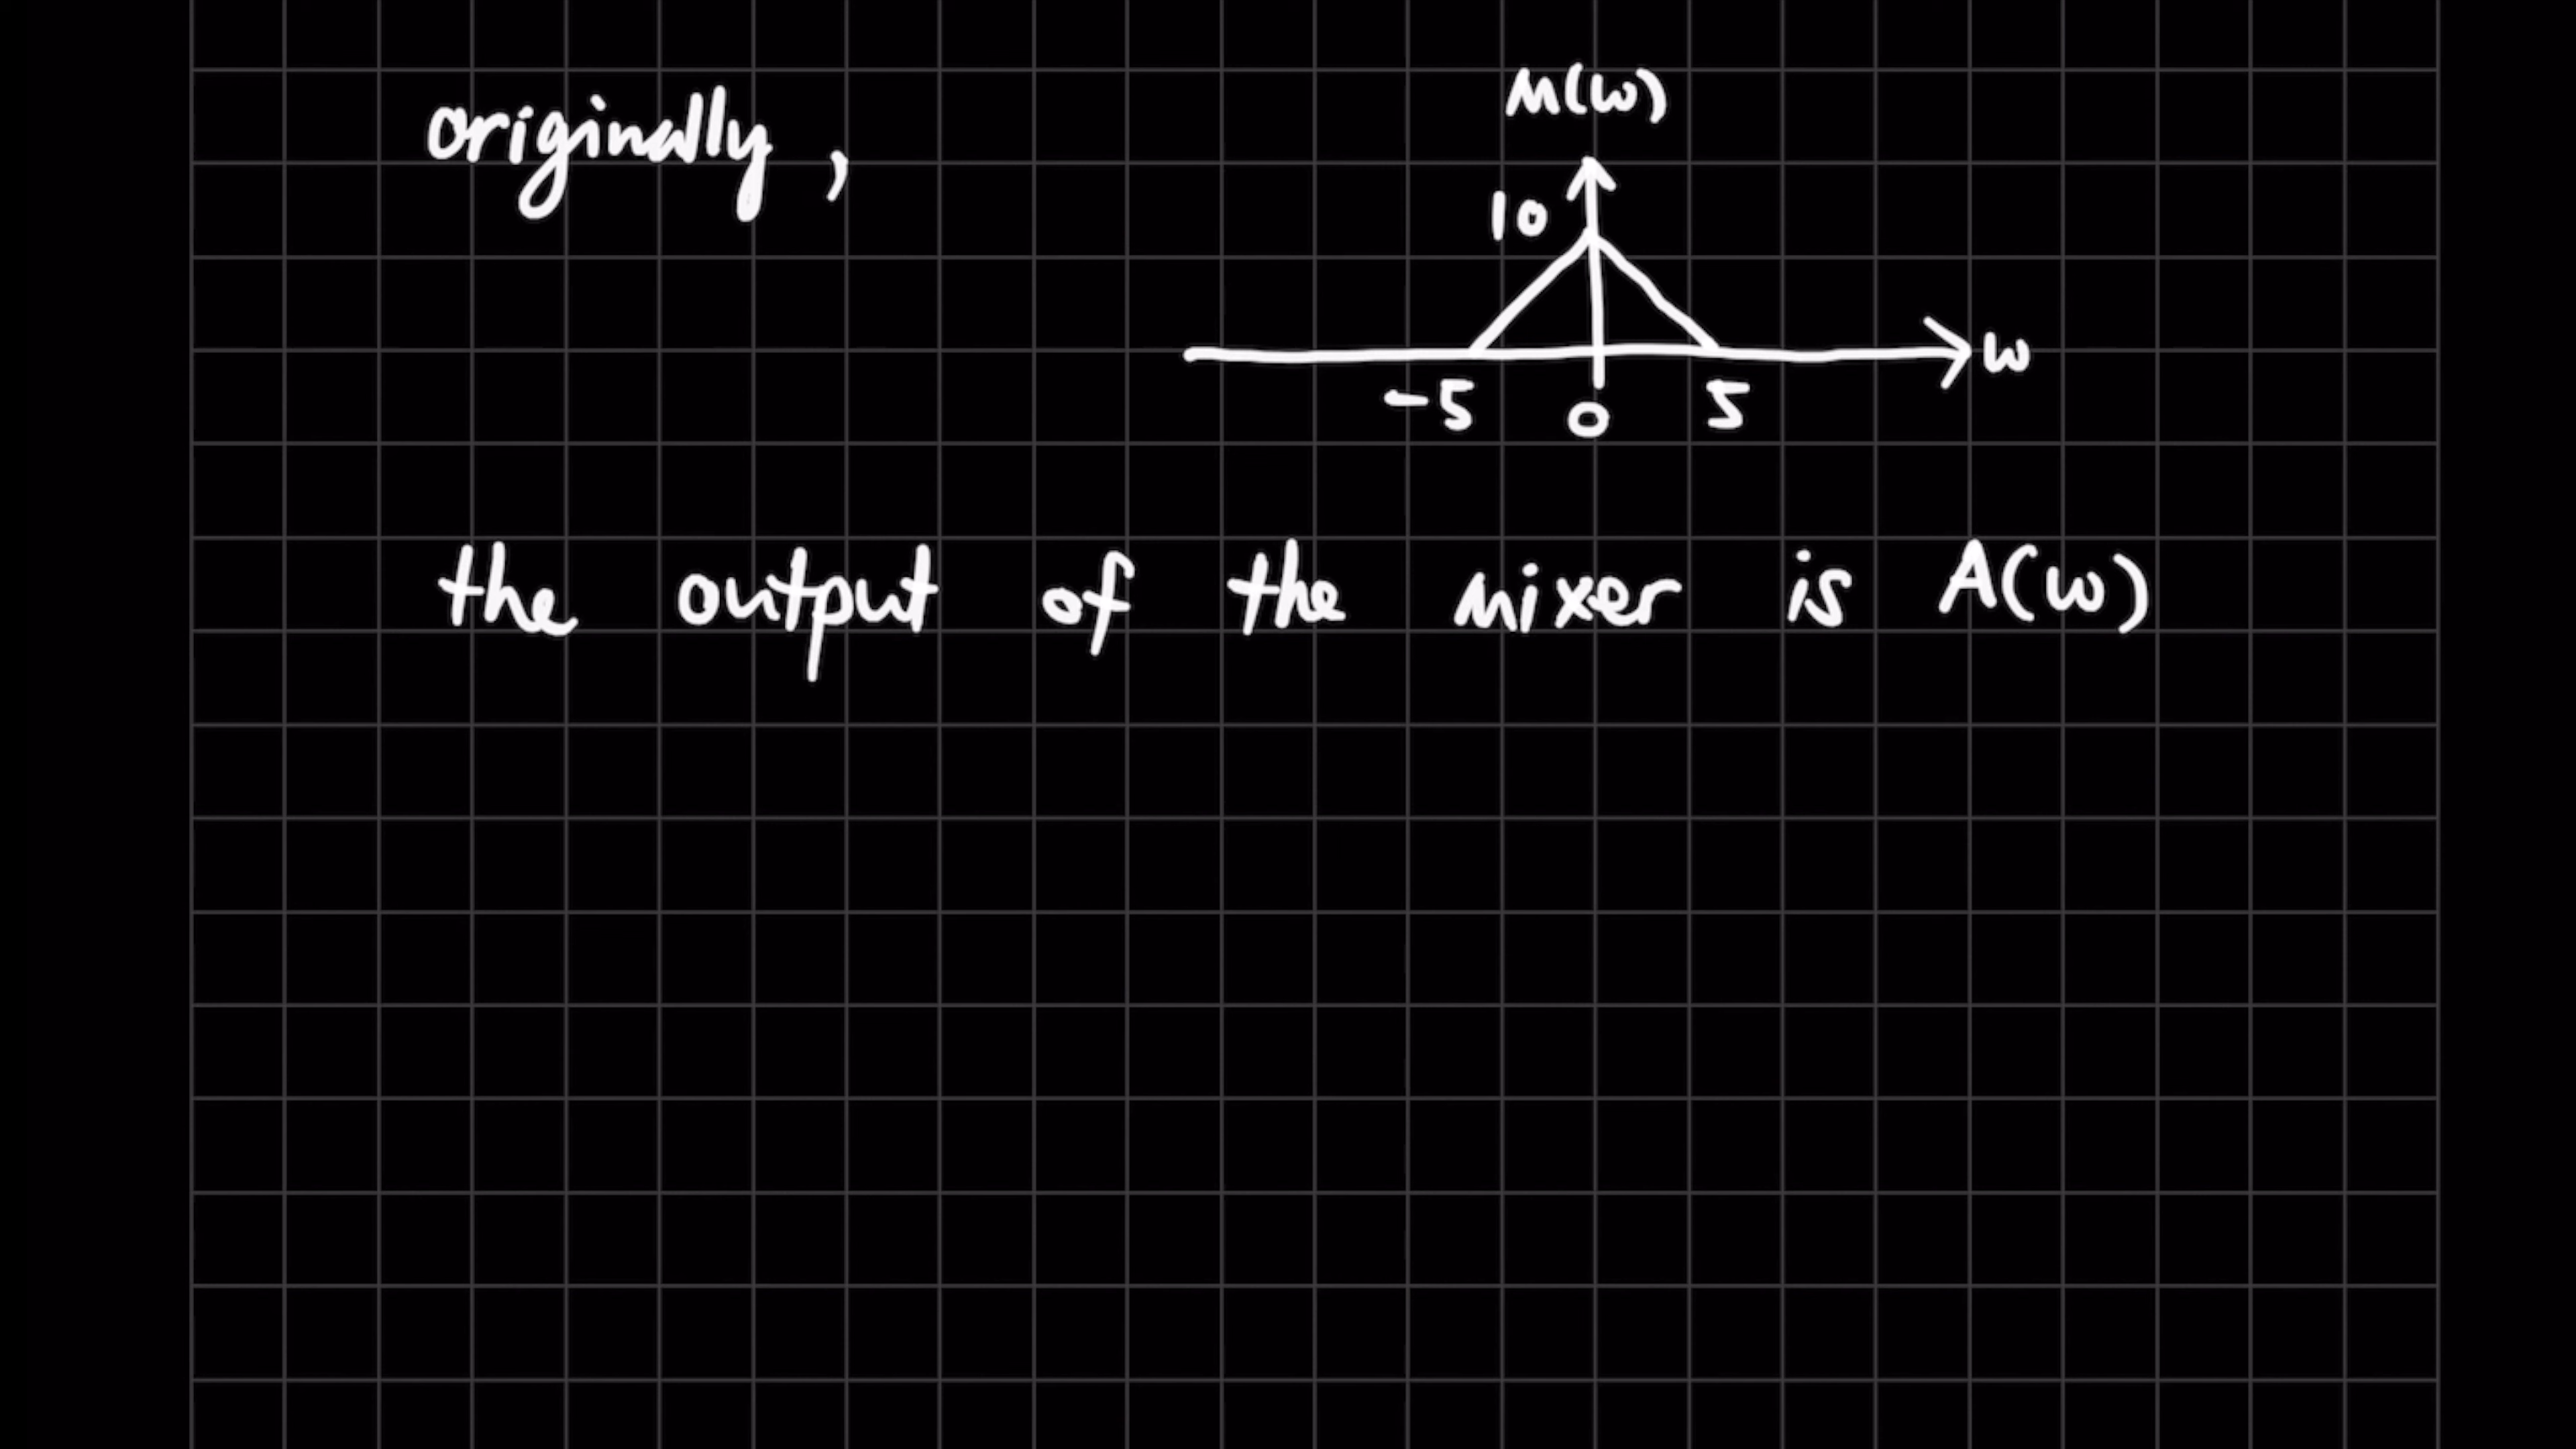 M(w)
originally,
10
w
-5 0 5
the output of the mixer is A(w)